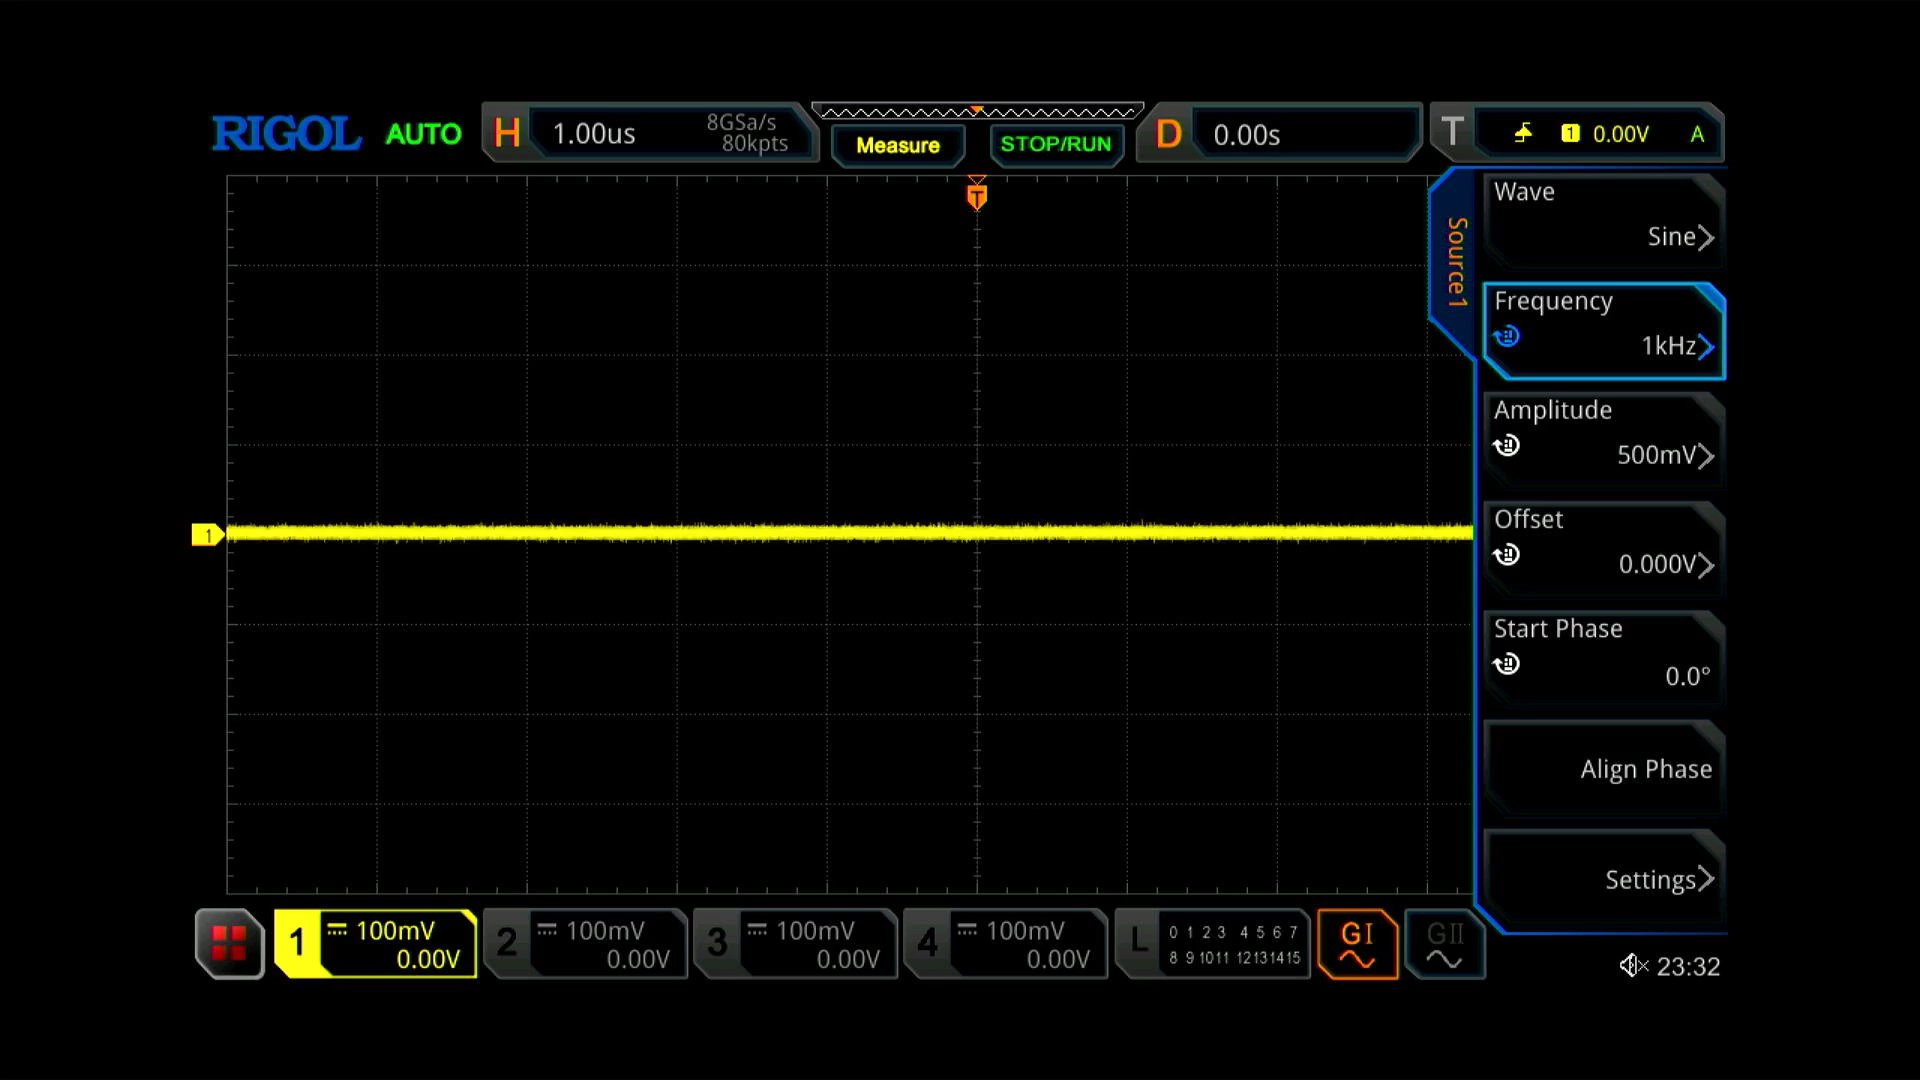 RIGOL AUTO H 1.00us 8GSa/s 80kpts Measure STOP/RUN D 0.00s T 1 0.00V A
T
Source1
Wave
Sine
Frequency
1kHz
Amplitude
500mV
Offset
0.000V
Start Phase
0.0°
Align Phase
Settings
1
1 100mV 0.00V
2 100mV 0.00V
3 100mV 0.00V
4 100mV 0.00V
L 0 1 2 3 4 5 6 7
8 9 10 11 12 13 14 15
GI
GII
23:32